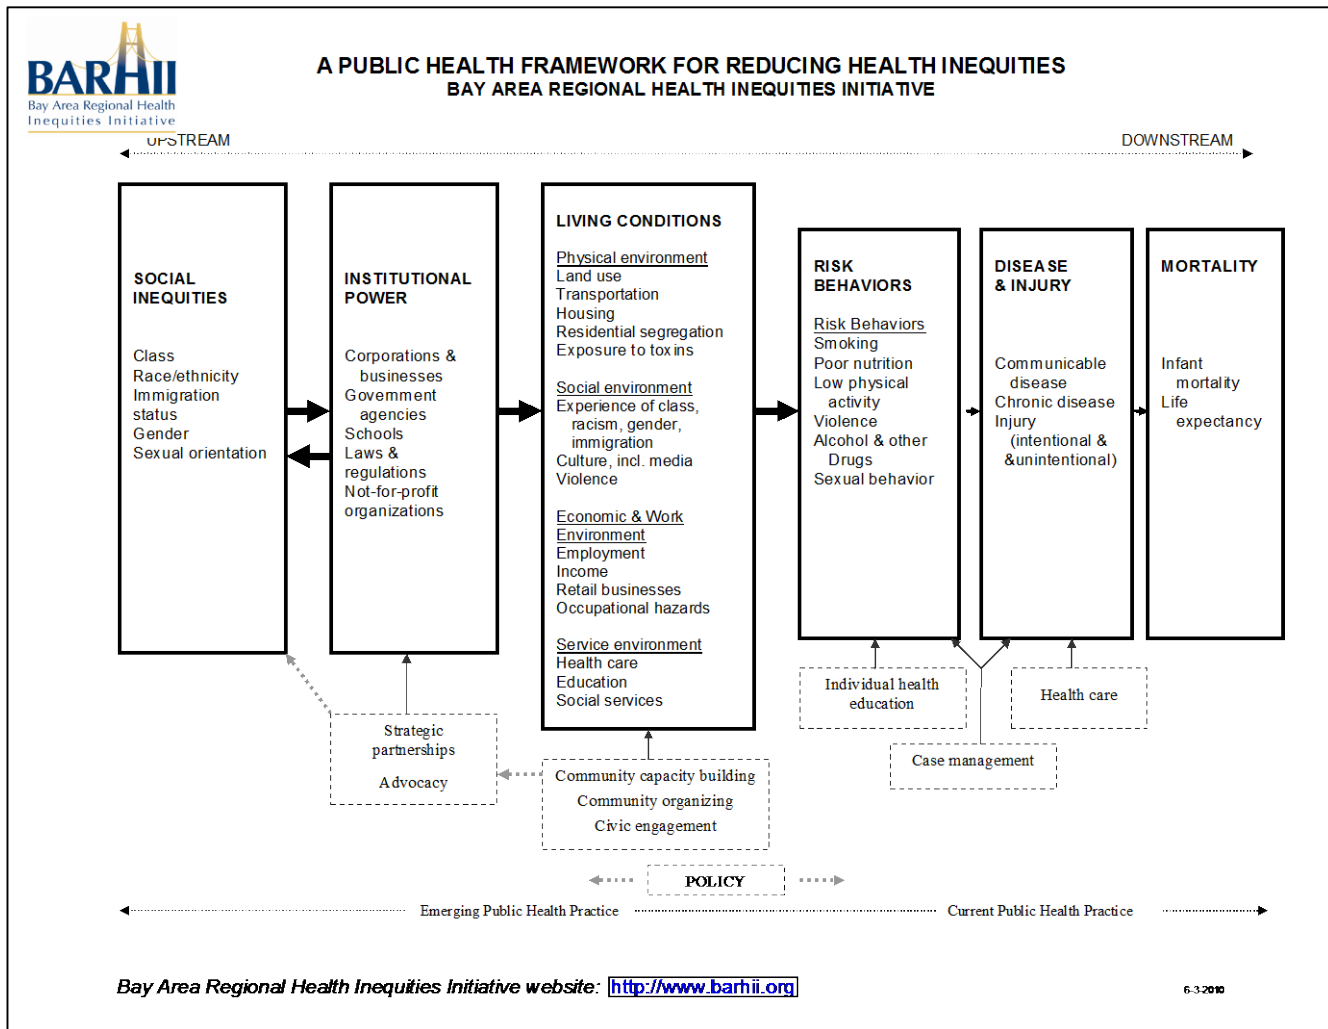 BARHII
Bay Area Regional Health
Inequities Initiative
A PUBLIC HEALTH FRAMEWORK FOR REDUCING HEALTH INEQUITIES
BAY AREA REGIONAL HEALTH INEQUITIES INITIATIVE
UPSTREAM
DOWNSTREAM
SOCIAL
INEQUITIES
Class
Race/ethnicity
Immigration
status
Gender
Sexual orientation
INSTITUTIONAL
POWER
Corporations &
businesses
Government
agencies
Schools
Laws &
regulations
Not-for-profit
organizations
LIVING CONDITIONS
Physical environment
Land use
Transportation
Housing
Residential segregation
Exposure to toxins
Social environment
Experience of class,
racism, gender,
immigration
Culture, incl. media
Violence
Economic & Work
Environment
Employment
Income
Retail businesses
Occupational hazards
Service environment
Health care
Education
Social services
RISK
BEHAVIORS
Risk Behaviors
Smoking
Poor nutrition
Low physical
activity
Violence
Alcohol & other
Drugs
Sexual behavior
DISEASE
& INJURY
Communicable
disease
Chronic disease
Injury
(intentional &
&unintentional)
MORTALITY
Infant
mortality
Life
expectancy
Strategic
partnerships
Advocacy
Community capacity building
Community organizing
Civic engagement
Individual health
education
Health care
Case management
POLICY
Emerging Public Health Practice
Current Public Health Practice
Bay Area Regional Health Inequities Initiative website: http://www.barhii.org
6-3-2010